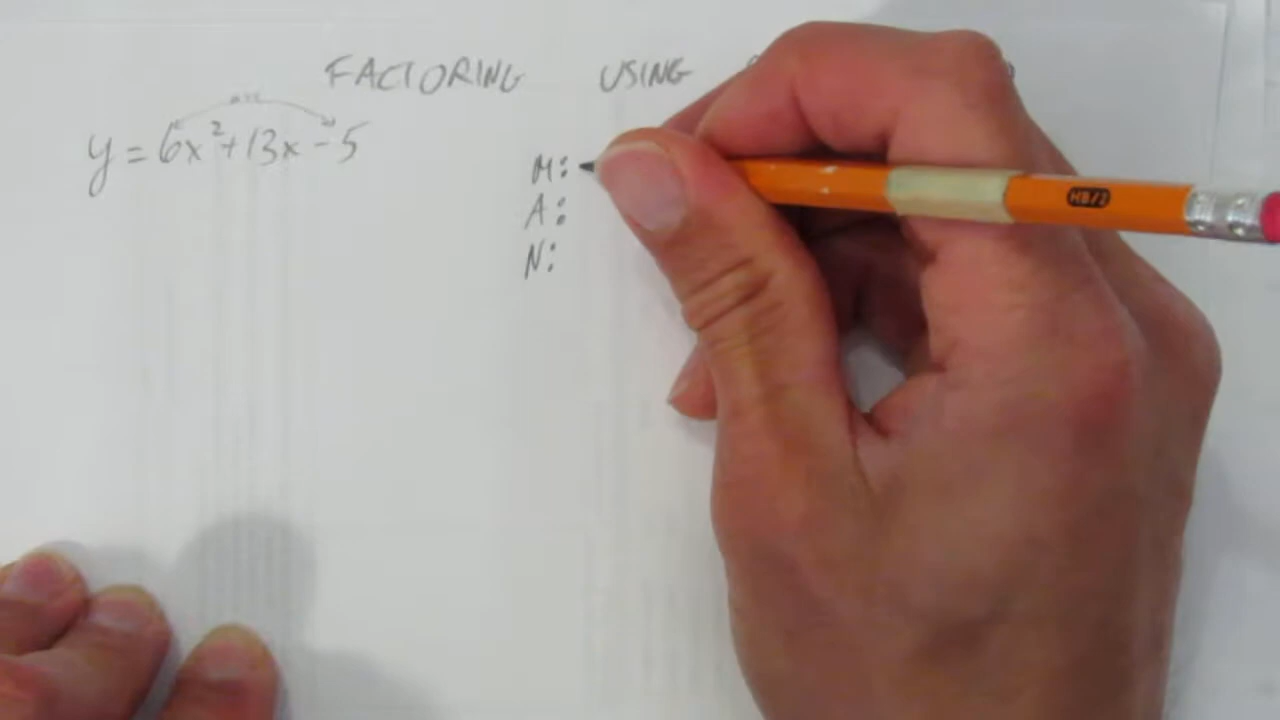 FACTORING USING
y = 6x² + 13x - 5
M:
A:
N:
HB/2